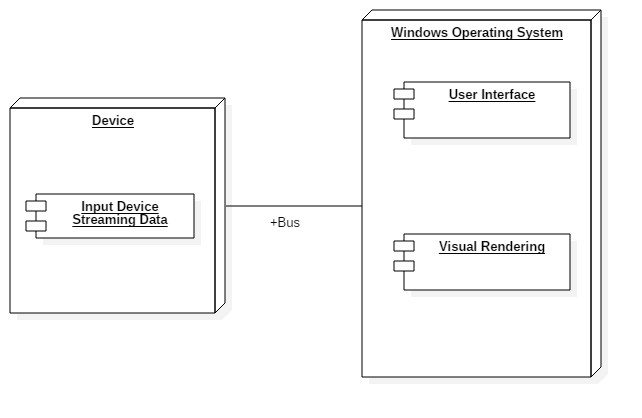 Windows Operating System
User Interface
Device
Input Device
Streaming Data
+Bus
Visual Rendering